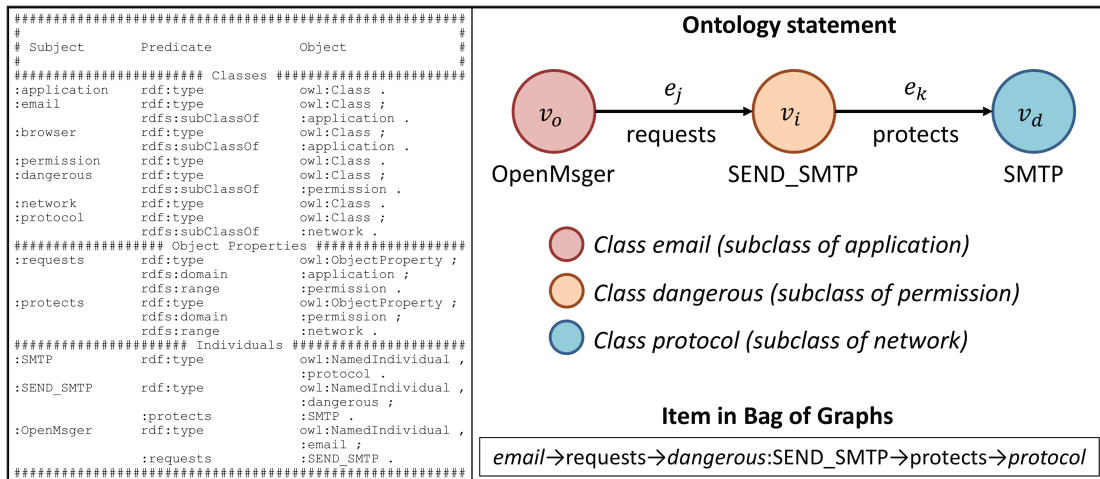 ############################################################
#                                                          #
# Subject       Predicate            Object                #
#                                                          #
######################## Classes ########################
:application    rdf:type             owl:Class .
:email          rdf:type             owl:Class ;
                rdfs:subClassOf      :application .
:browser        rdf:type             owl:Class ;
                rdfs:subClassOf      :application .
:permission     rdf:type             owl:Class .
:dangerous      rdf:type             owl:Class ;
                rdfs:subClassOf      :permission .
:network        rdf:type             owl:Class .
:protocol       rdf:type             owl:Class ;
                rdfs:subClassOf      :network .
################### Object Properties ###################
:requests       rdf:type             owl:ObjectProperty ;
                rdfs:domain          :application ;
                rdfs:range           :permission .
:protects       rdf:type             owl:ObjectProperty ;
                rdfs:domain          :permission ;
                rdfs:range           :network .
###################### Individuals ######################
:SMTP           rdf:type             owl:NamedIndividual ,
                                     :protocol .
:SEND_SMTP      rdf:type             owl:NamedIndividual ,
                                     :dangerous ;
                :protects            :SMTP .
:OpenMsger      rdf:type             owl:NamedIndividual ,
                                     :email ;
                :requests            :SEND_SMTP .
############################################################
Ontology statement
e_j e_k
v_o v_i v_d
requests protects
OpenMsger SEND_SMTP SMTP
Class email (subclass of application)
Class dangerous (subclass of permission)
Class protocol (subclass of network)
Item in Bag of Graphs
email→requests→dangerous:SEND_SMTP→protects→protocol